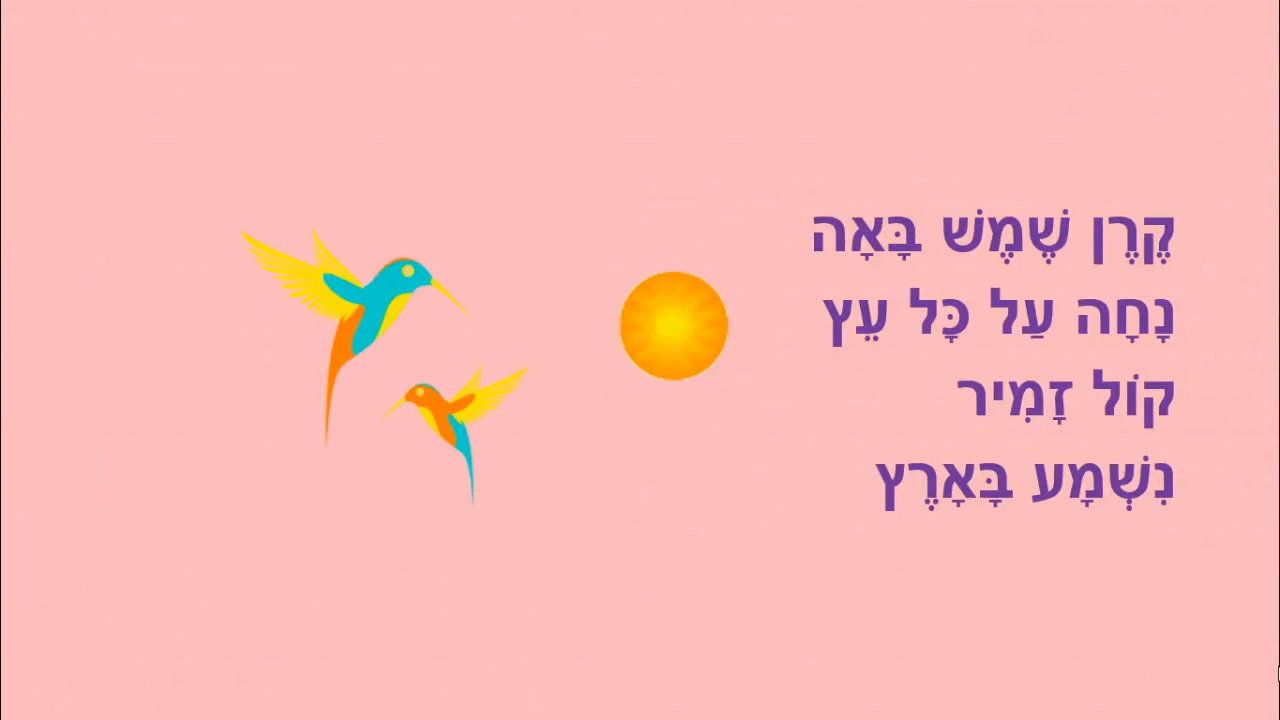 קֶרֶן שֶׁמֶשׁ בָּאָה
נָחָה עַל כָּל עֵץ
קוֹל זָמִיר
נִשְׁמָע בָּאָרֶץ